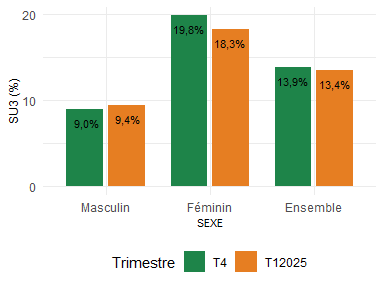 SU3 (%)
20
10
0
19,8%
18,3%
13,9%
13,4%
9,0%
9,4%
Masculin
Féminin
Ensemble
SEXE
Trimestre
T4
T12025